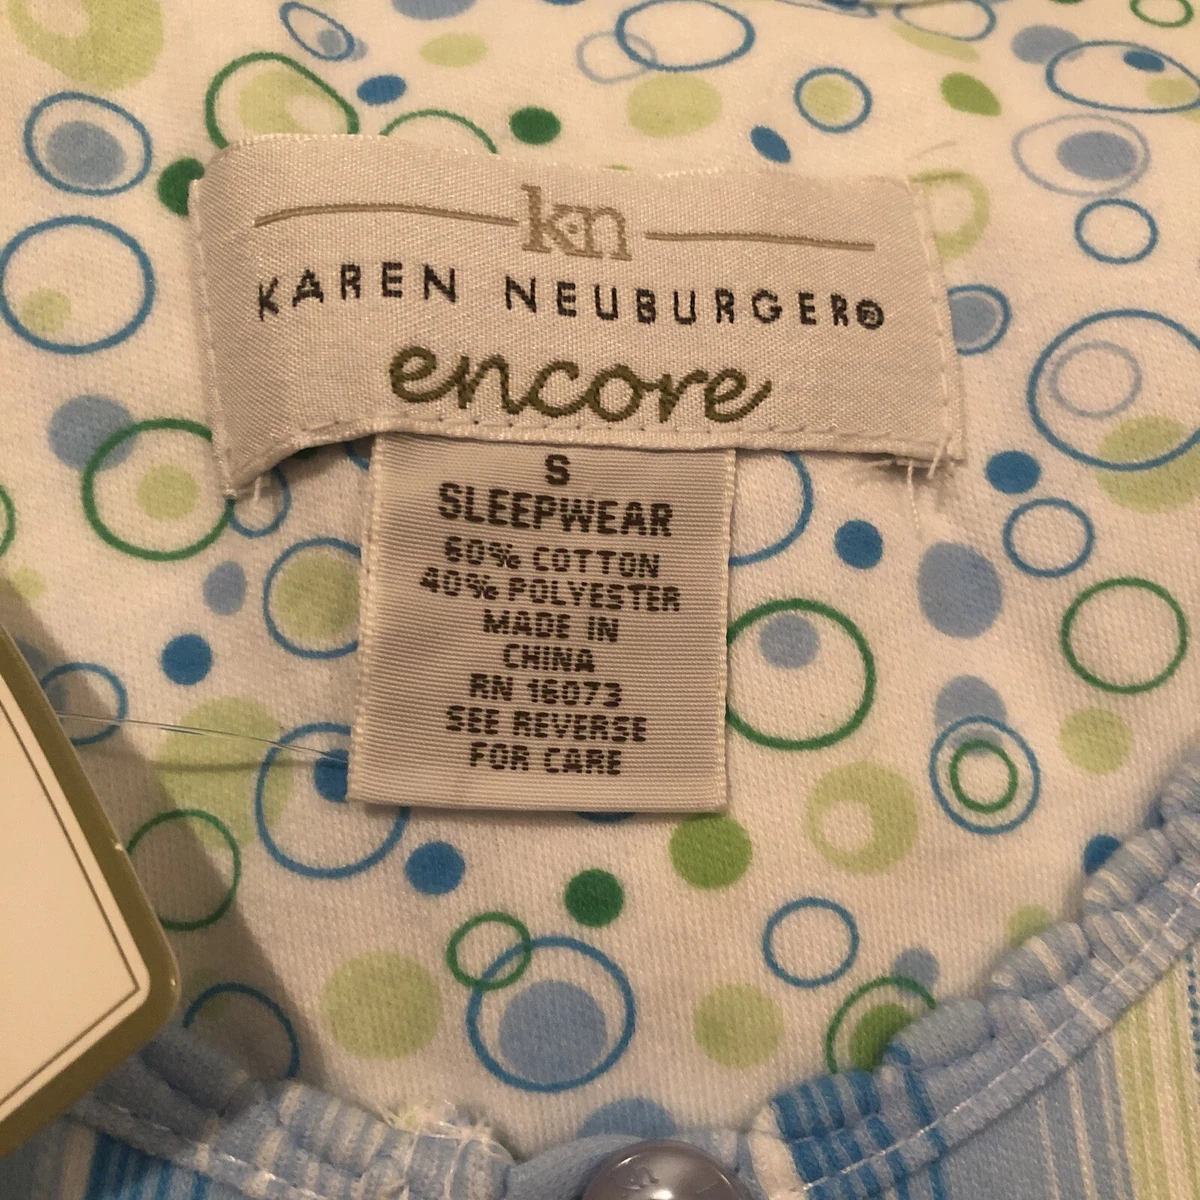 kn
KAREN NEUBURGER®
encore
S
SLEEPWEAR
60% COTTON
40% POLYESTER
MADE IN
CHINA
RN 16073
SEE REVERSE
FOR CARE